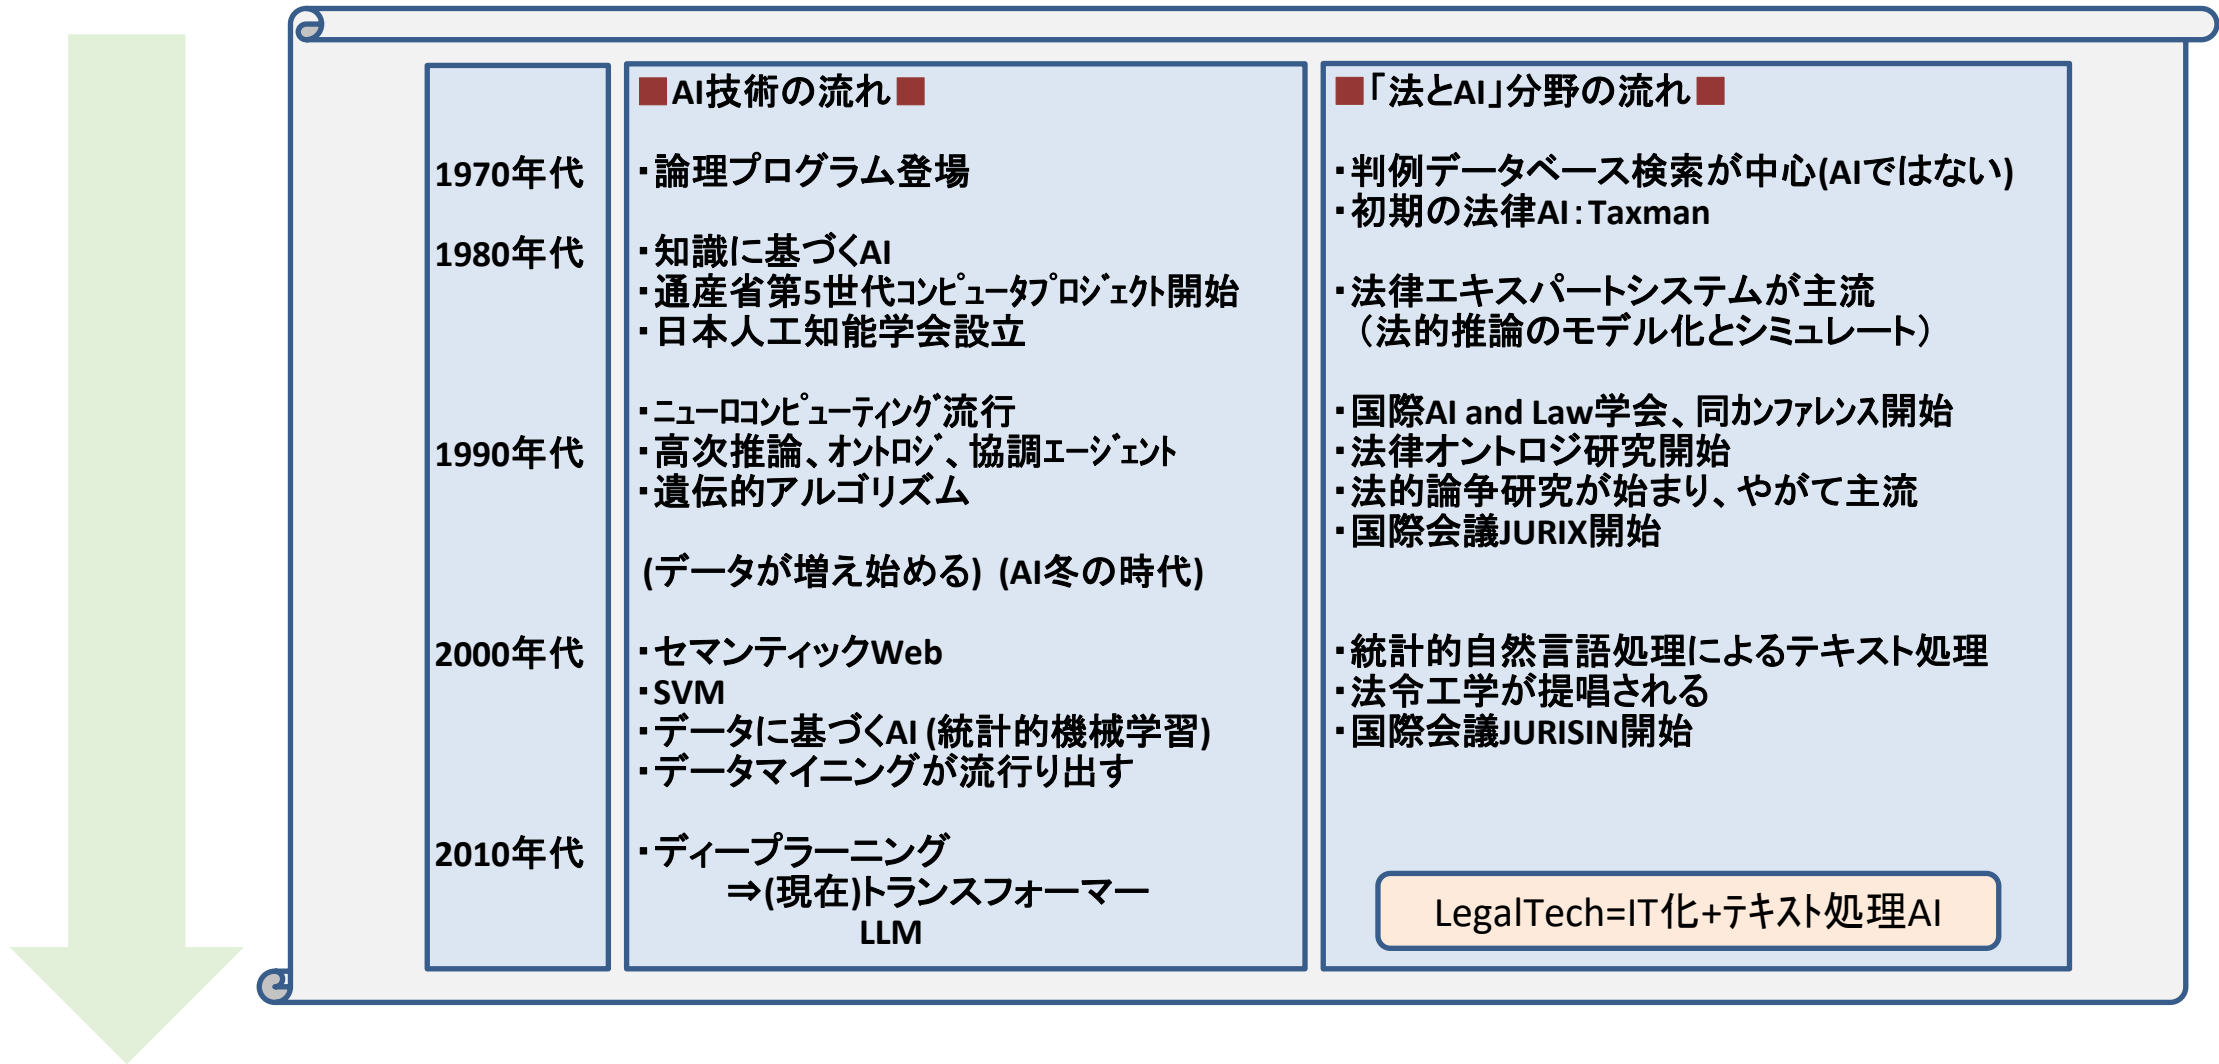 ■AI技術の流れ■
■「法とAI」分野の流れ■
1970年代
・論理プログラム登場
・判例データベース検索が中心(AIではない)
・初期の法律AI：Taxman
1980年代
・知識に基づくAI
・通産省第5世代ｺﾝﾋﾟｭｰﾀﾌﾟﾛｼﾞｪｸﾄ開始
・日本人工知能学会設立
・法律エキスパートシステムが主流
（法的推論のモデル化とシミュレート）
・ﾆｭｰﾛｺﾝﾋﾟｭｰﾃｨﾝｸﾞ流行
1990年代
・高次推論、ｵﾝﾄﾛｼﾞ、協調ｴｰｼﾞｪﾝﾄ
・遺伝的アルゴリズム
(データが増え始める) (AI冬の時代)
・国際AI and Law学会、同ｶﾝﾌｧﾚﾝｽ開始
・法律オントロジ研究開始
・法的論争研究が始まり、やがて主流
・国際会議JURIX開始
2000年代
・セマンティックWeb
・SVM
・データに基づくAI (統計的機械学習)
・データマイニングが流行り出す
・統計的自然言語処理によるテキスト処理
・法令工学が提唱される
・国際会議JURISIN開始
2010年代
・ディープラーニング
⇒(現在)トランスフォーマー
LLM
LegalTech=IT化+ﾃｷｽﾄ処理AI